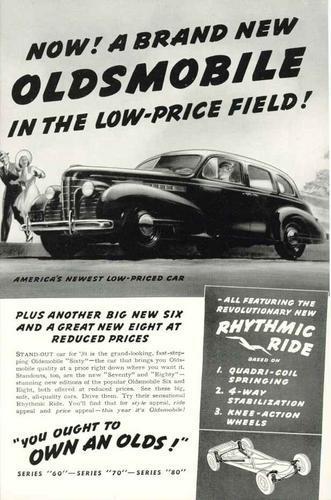 NOW! A BRAND NEW
OLDSMOBILE
IN THE LOW-PRICE FIELD!
AMERICA'S NEWEST LOW-PRICED CAR
PLUS ANOTHER BIG NEW SIX
AND A GREAT NEW EIGHT AT
REDUCED PRICES
STAND-OUT car for '39 is the grand-looking, fast-step-
ping Oldsmobile "Sixty"—the car that brings you Olds-
mobile quality at a price right down where you want it.
Standouts, too, are the new "Seventy" and "Eighty"—
stunning new editions of the popular Oldsmobile Six and
Eight, both offered at reduced prices. See these big,
safe, all-quality cars. Drive them. Try their sensational
Rhythmic Ride. You'll find that for style appeal, ride
appeal and price appeal—this year it's Oldsmobile!
"YOU OUGHT TO
OWN AN OLDS!"
SERIES "60"—SERIES "70"—SERIES "80"
-ALL FEATURING THE
REVOLUTIONARY NEW
RHYTHMIC
RIDE
BASED ON
1. QUADRI-COIL
SPRINGING
2. 4-WAY
STABILIZATION
3. KNEE-ACTION
WHEELS